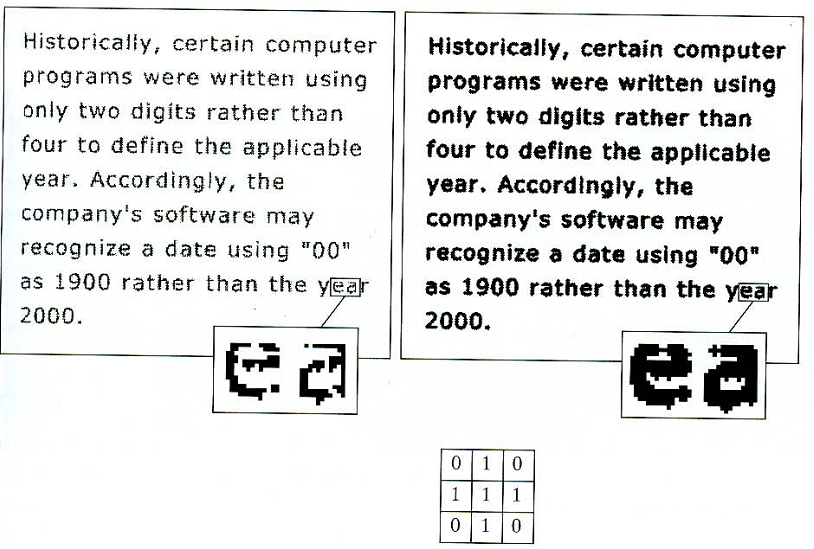 Historically, certain computer
programs were written using
only two digits rather than
four to define the applicable
year. Accordingly, the
company's software may
recognize a date using "00"
as 1900 rather than the year
2000.
e a
Historically, certain computer
programs were written using
only two digits rather than
four to define the applicable
year. Accordingly, the
company's software may
recognize a date using "00"
as 1900 rather than the year
2000.
e a
0 1 0
1 1 1
0 1 0